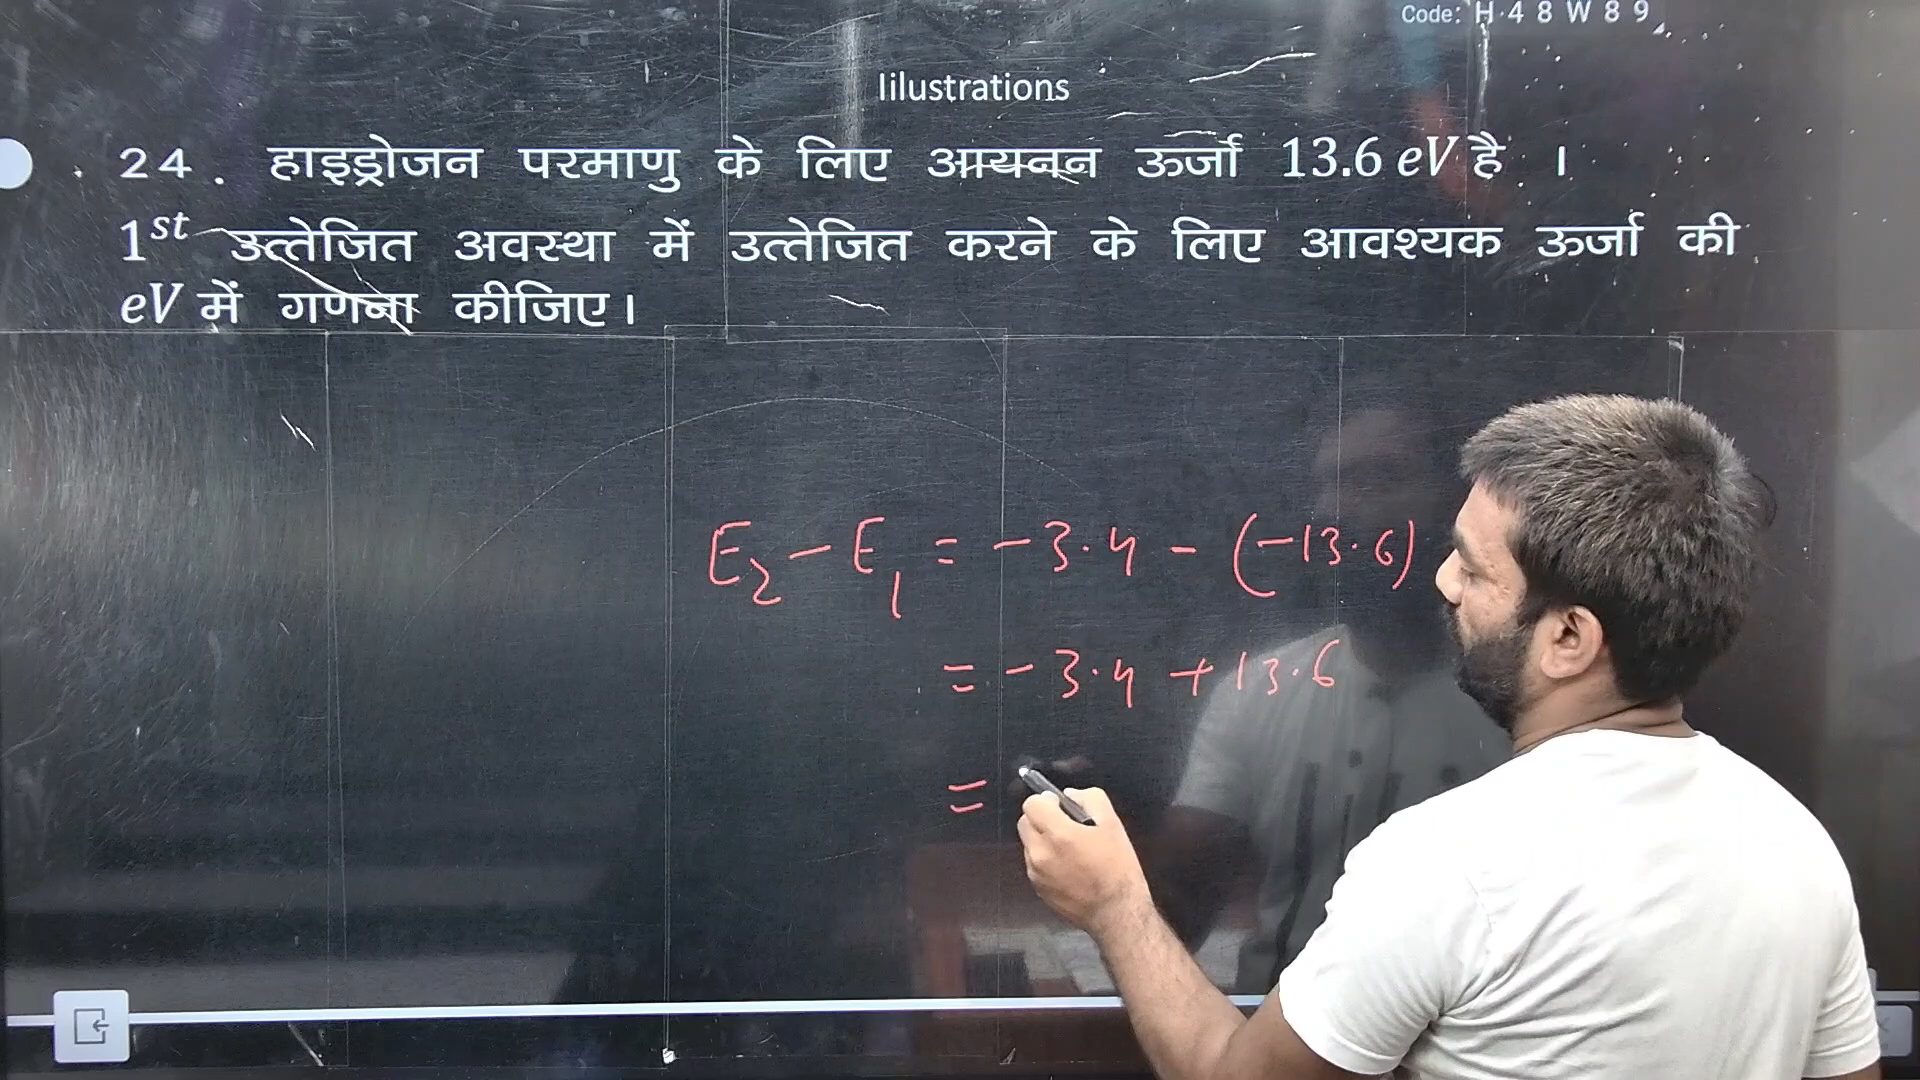 Code: H 4 8 W 8 9
Iilustrations
24. हाइड्रोजन परमाणु के लिए आयनन ऊर्जा 13.6 eV है ।
1st उत्तेजित अवस्था में उत्तेजित करने के लिए आवश्यक ऊर्जा की
eV में गणना कीजिए।
E2 - E1 = -3.4 - (-13.6)
= -3.4 + 13.6
=